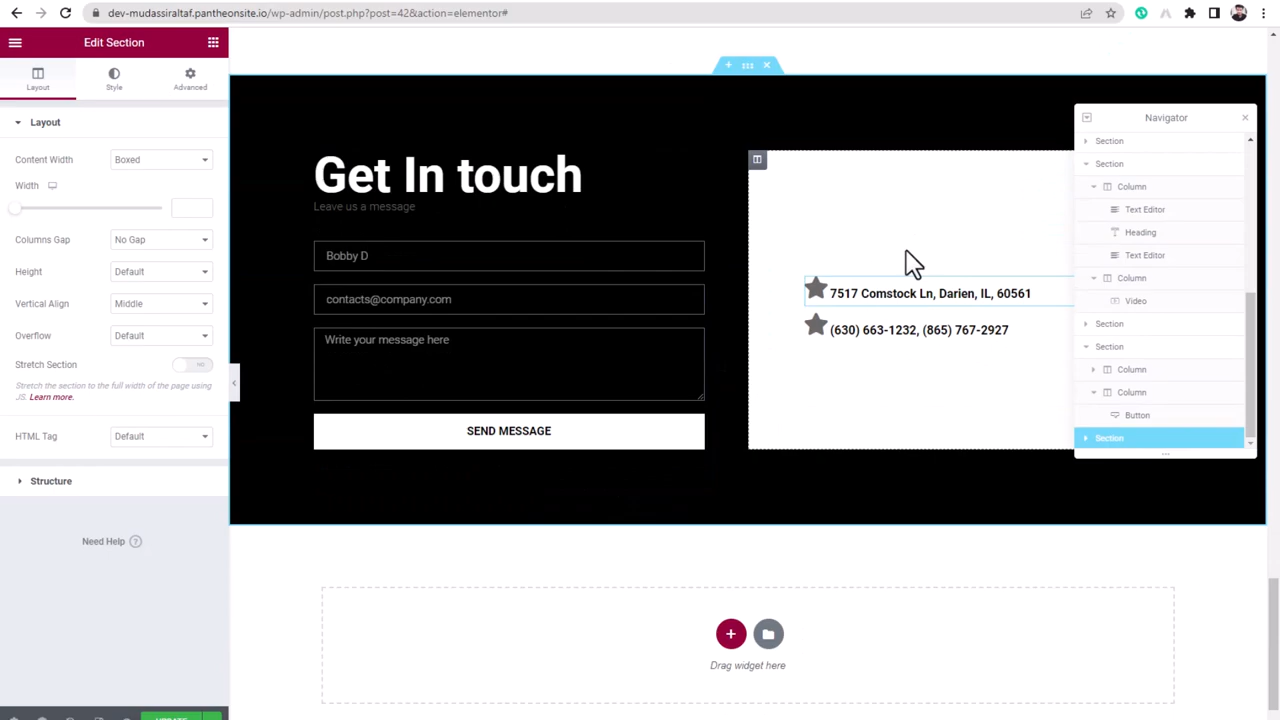 dev-mudassiraltaf.pantheonsite.io/wp-admin/post.php?post=42&action=elementor#
Edit Section
Layout
Style
Advanced
Layout
Content Width
Boxed
Width
Columns Gap
No Gap
Height
Default
Vertical Align
Middle
Overflow
Default
Stretch Section
NO
Stretch the section to the full width of the page using
JS. Learn more.
HTML Tag
Default
Structure
Need Help
UPDATE
Get In touch
Leave us a message
Bobby D
contacts@company.com
Write your message here
SEND MESSAGE
7517 Comstock Ln, Darien, IL, 60561
(630) 663-1232, (865) 767-2927
Drag widget here
Navigator
Section
Section
Column
Text Editor
Heading
Text Editor
Column
Video
Section
Section
Column
Column
Button
Section